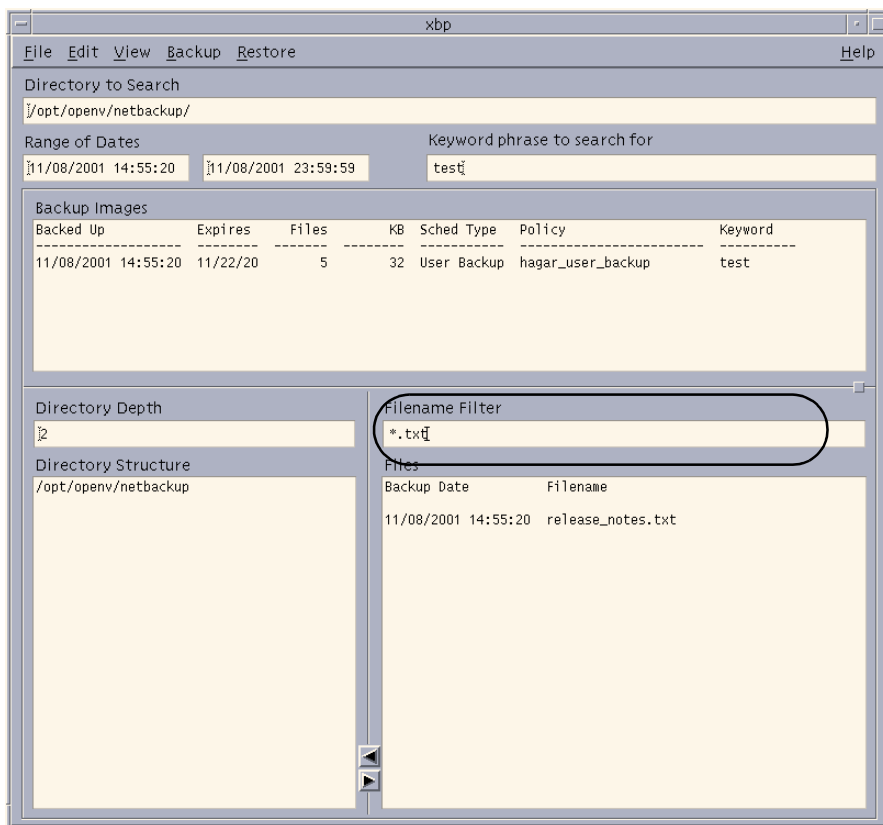 xbp
File Edit View Backup Restore Help
Directory to Search
/opt/openv/netbackup/
Range of Dates Keyword phrase to search for
11/08/2001 14:55:20 11/08/2001 23:59:59 test
Backup Images
Backed Up Expires Files KB Sched Type Policy Keyword
-------------------- -------- ------- -------- ------------ ------------------------- -----------
11/08/2001 14:55:20 11/22/20 5 32 User Backup hagar_user_backup test
Directory Depth Filename Filter
2 *.txt
Directory Structure Files
/opt/openv/netbackup Backup Date Filename
11/08/2001 14:55:20 release_notes.txt